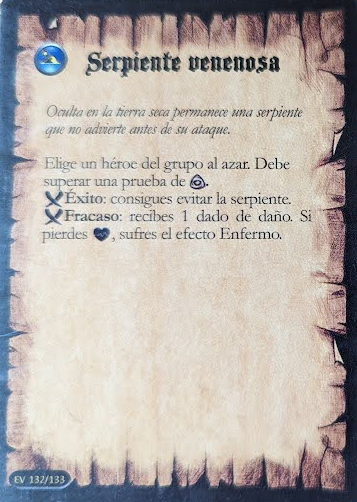 Serpiente venenosa
Oculta en la tierra seca permanece una serpiente
que no advierte antes de su ataque.
Elige un héroe del grupo al azar. Debe
superar una prueba de .
Éxito: consigues evitar la serpiente.
Fracaso: recibes 1 dado de daño. Si
pierdes , sufres el efecto Enfermo.
EV 132/133